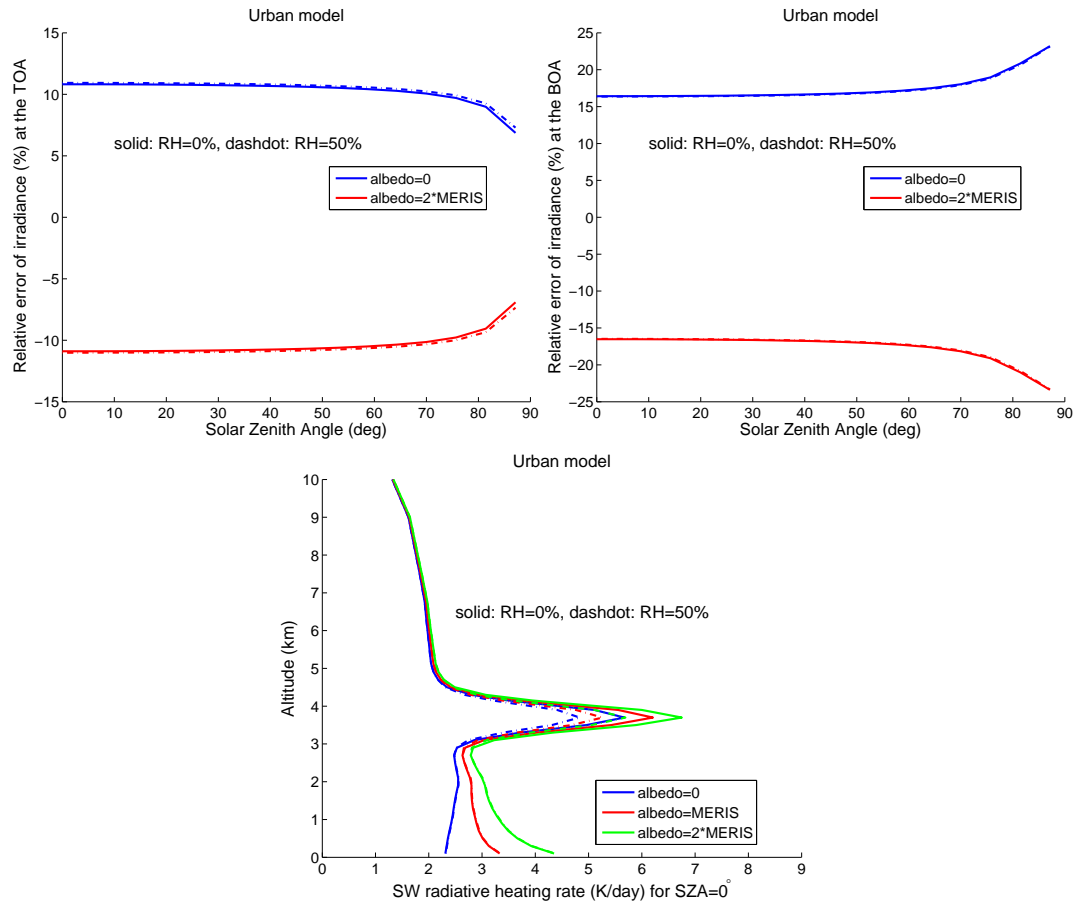 Urban model
Relative error of irradiance (%) at the TOA
25
20
15
10
5
0
−5
−10
−15
solid: RH=0%, dashdot: RH=50%
albedo=0
albedo=2*MERIS
0 10 20 30 40 50 60 70 80 90
Solar Zenith Angle (deg)
Urban model
Relative error of irradiance (%) at the BOA
25
20
15
10
5
0
−5
−10
−15
−20
−25
solid: RH=0%, dashdot: RH=50%
albedo=0
albedo=2*MERIS
0 10 20 30 40 50 60 70 80 90
Solar Zenith Angle (deg)
Urban model
Altitude (km)
10
9
8
7
6
5
4
3
2
1
0
solid: RH=0%, dashdot: RH=50%
albedo=0
albedo=MERIS
albedo=2*MERIS
0 1 2 3 4 5 6 7 8 9
SW radiative heating rate (K/day) for SZA=0°